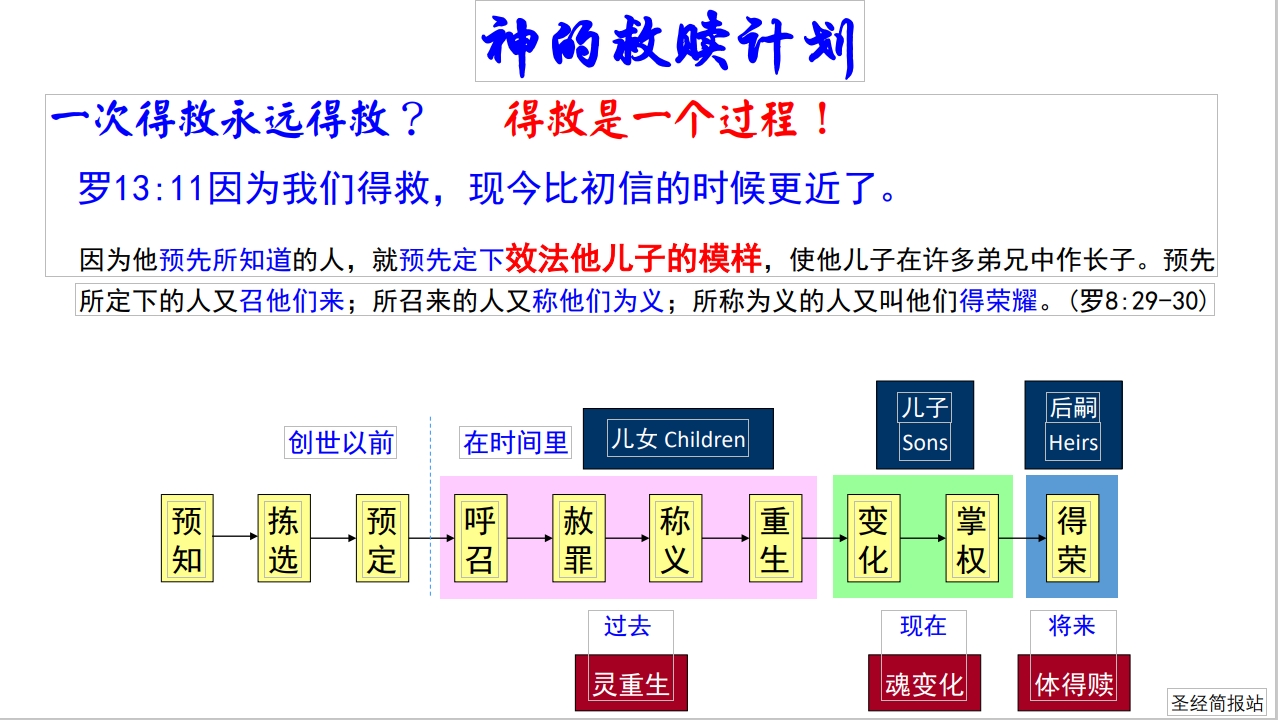 神的救赎计划
一次得救永远得救？ 得救是一个过程！
罗13:11因为我们得救，现今比初信的时候更近了。
因为他预先所知道的人，就预先定下效法他儿子的模样，使他儿子在许多弟兄中作长子。预先
所定下的人又召他们来；所召来的人又称他们为义；所称为义的人又叫他们得荣耀。(罗8:29-30)
创世以前
在时间里
儿女 Children
儿子
Sons
后嗣
Heirs
预知
拣选
预定
呼召
赦罪
称义
重生
变化
掌权
得荣
过去
现在
将来
灵重生
魂变化
体得赎
圣经简报站